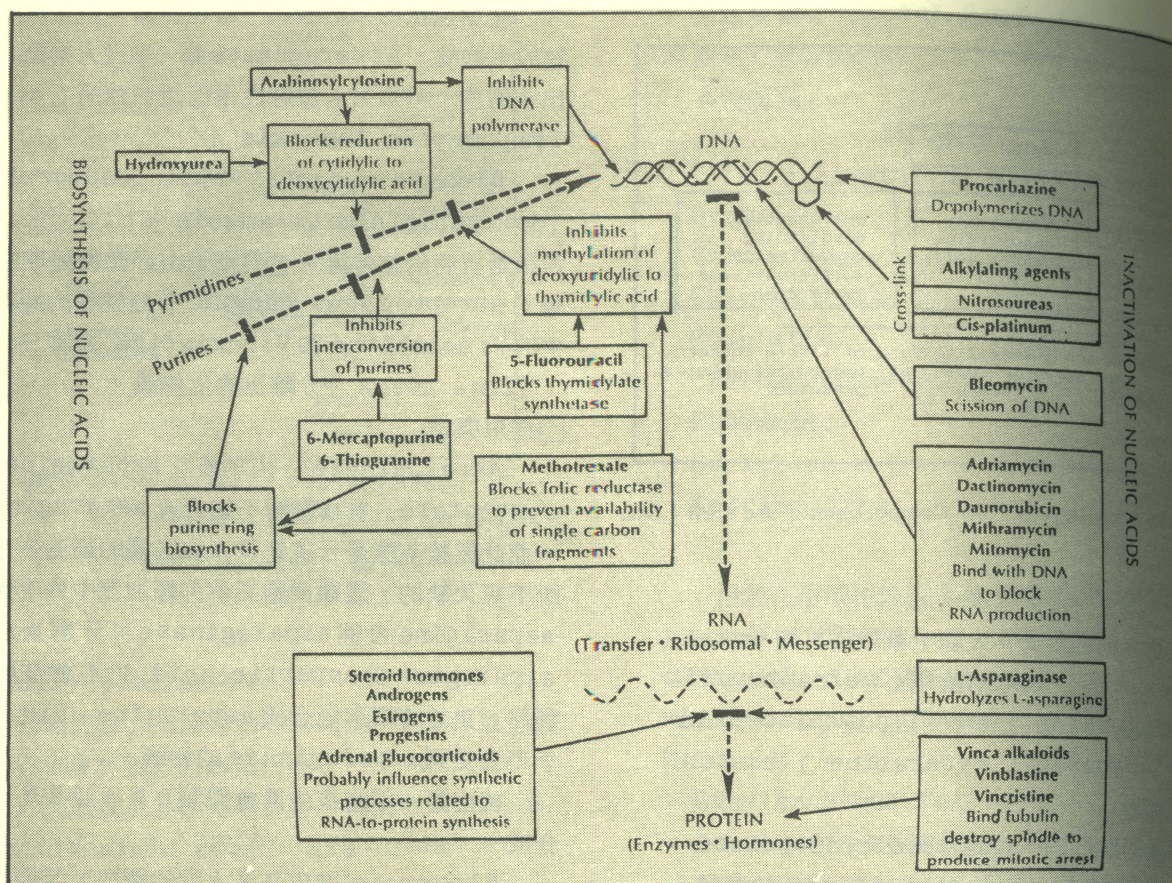 Arabinosylcytosine
Inhibits
DNA
polymerase
Hydroxyurea
Blocks reduction
of cytidylic to
deoxycytidylic acid
DNA
Procarbazine
Depolymerizes DNA
BIOSYNTHESIS OF NUCLEIC ACIDS
Pyrimidines
Purines
Inhibits
methylation of
deoxyuridylic to
thymidylic acid
Cross-link
Alkylating agents
Nitrosoureas
Cis-platinum
INACTIVATION OF NUCLEIC ACIDS
Inhibits
interconversion
of purines
5-Fluorouracil
Blocks thymidylate
synthetase
Bleomycin
Scission of DNA
6-Mercaptopurine
6-Thioguanine
Methotrexate
Blocks folic reductase
to prevent availability
of single carbon
fragments
Blocks
purine ring
biosynthesis
Adriamycin
Dactinomycin
Daunorubicin
Mithramycin
Mitomycin
Bind with DNA
to block
RNA production
RNA
(Transfer • Ribosomal • Messenger)
Steroid hormones
Androgens
Estrogens
Progestins
Adrenal glucocorticoids
Probably influence synthetic
processes related to
RNA-to-protein synthesis
L-Asparaginase
Hydrolyzes L-asparagine
PROTEIN
(Enzymes • Hormones)
Vinca alkaloids
Vinblastine
Vincristine
Bind tubulin
destroy spindle to
produce mitotic arrest